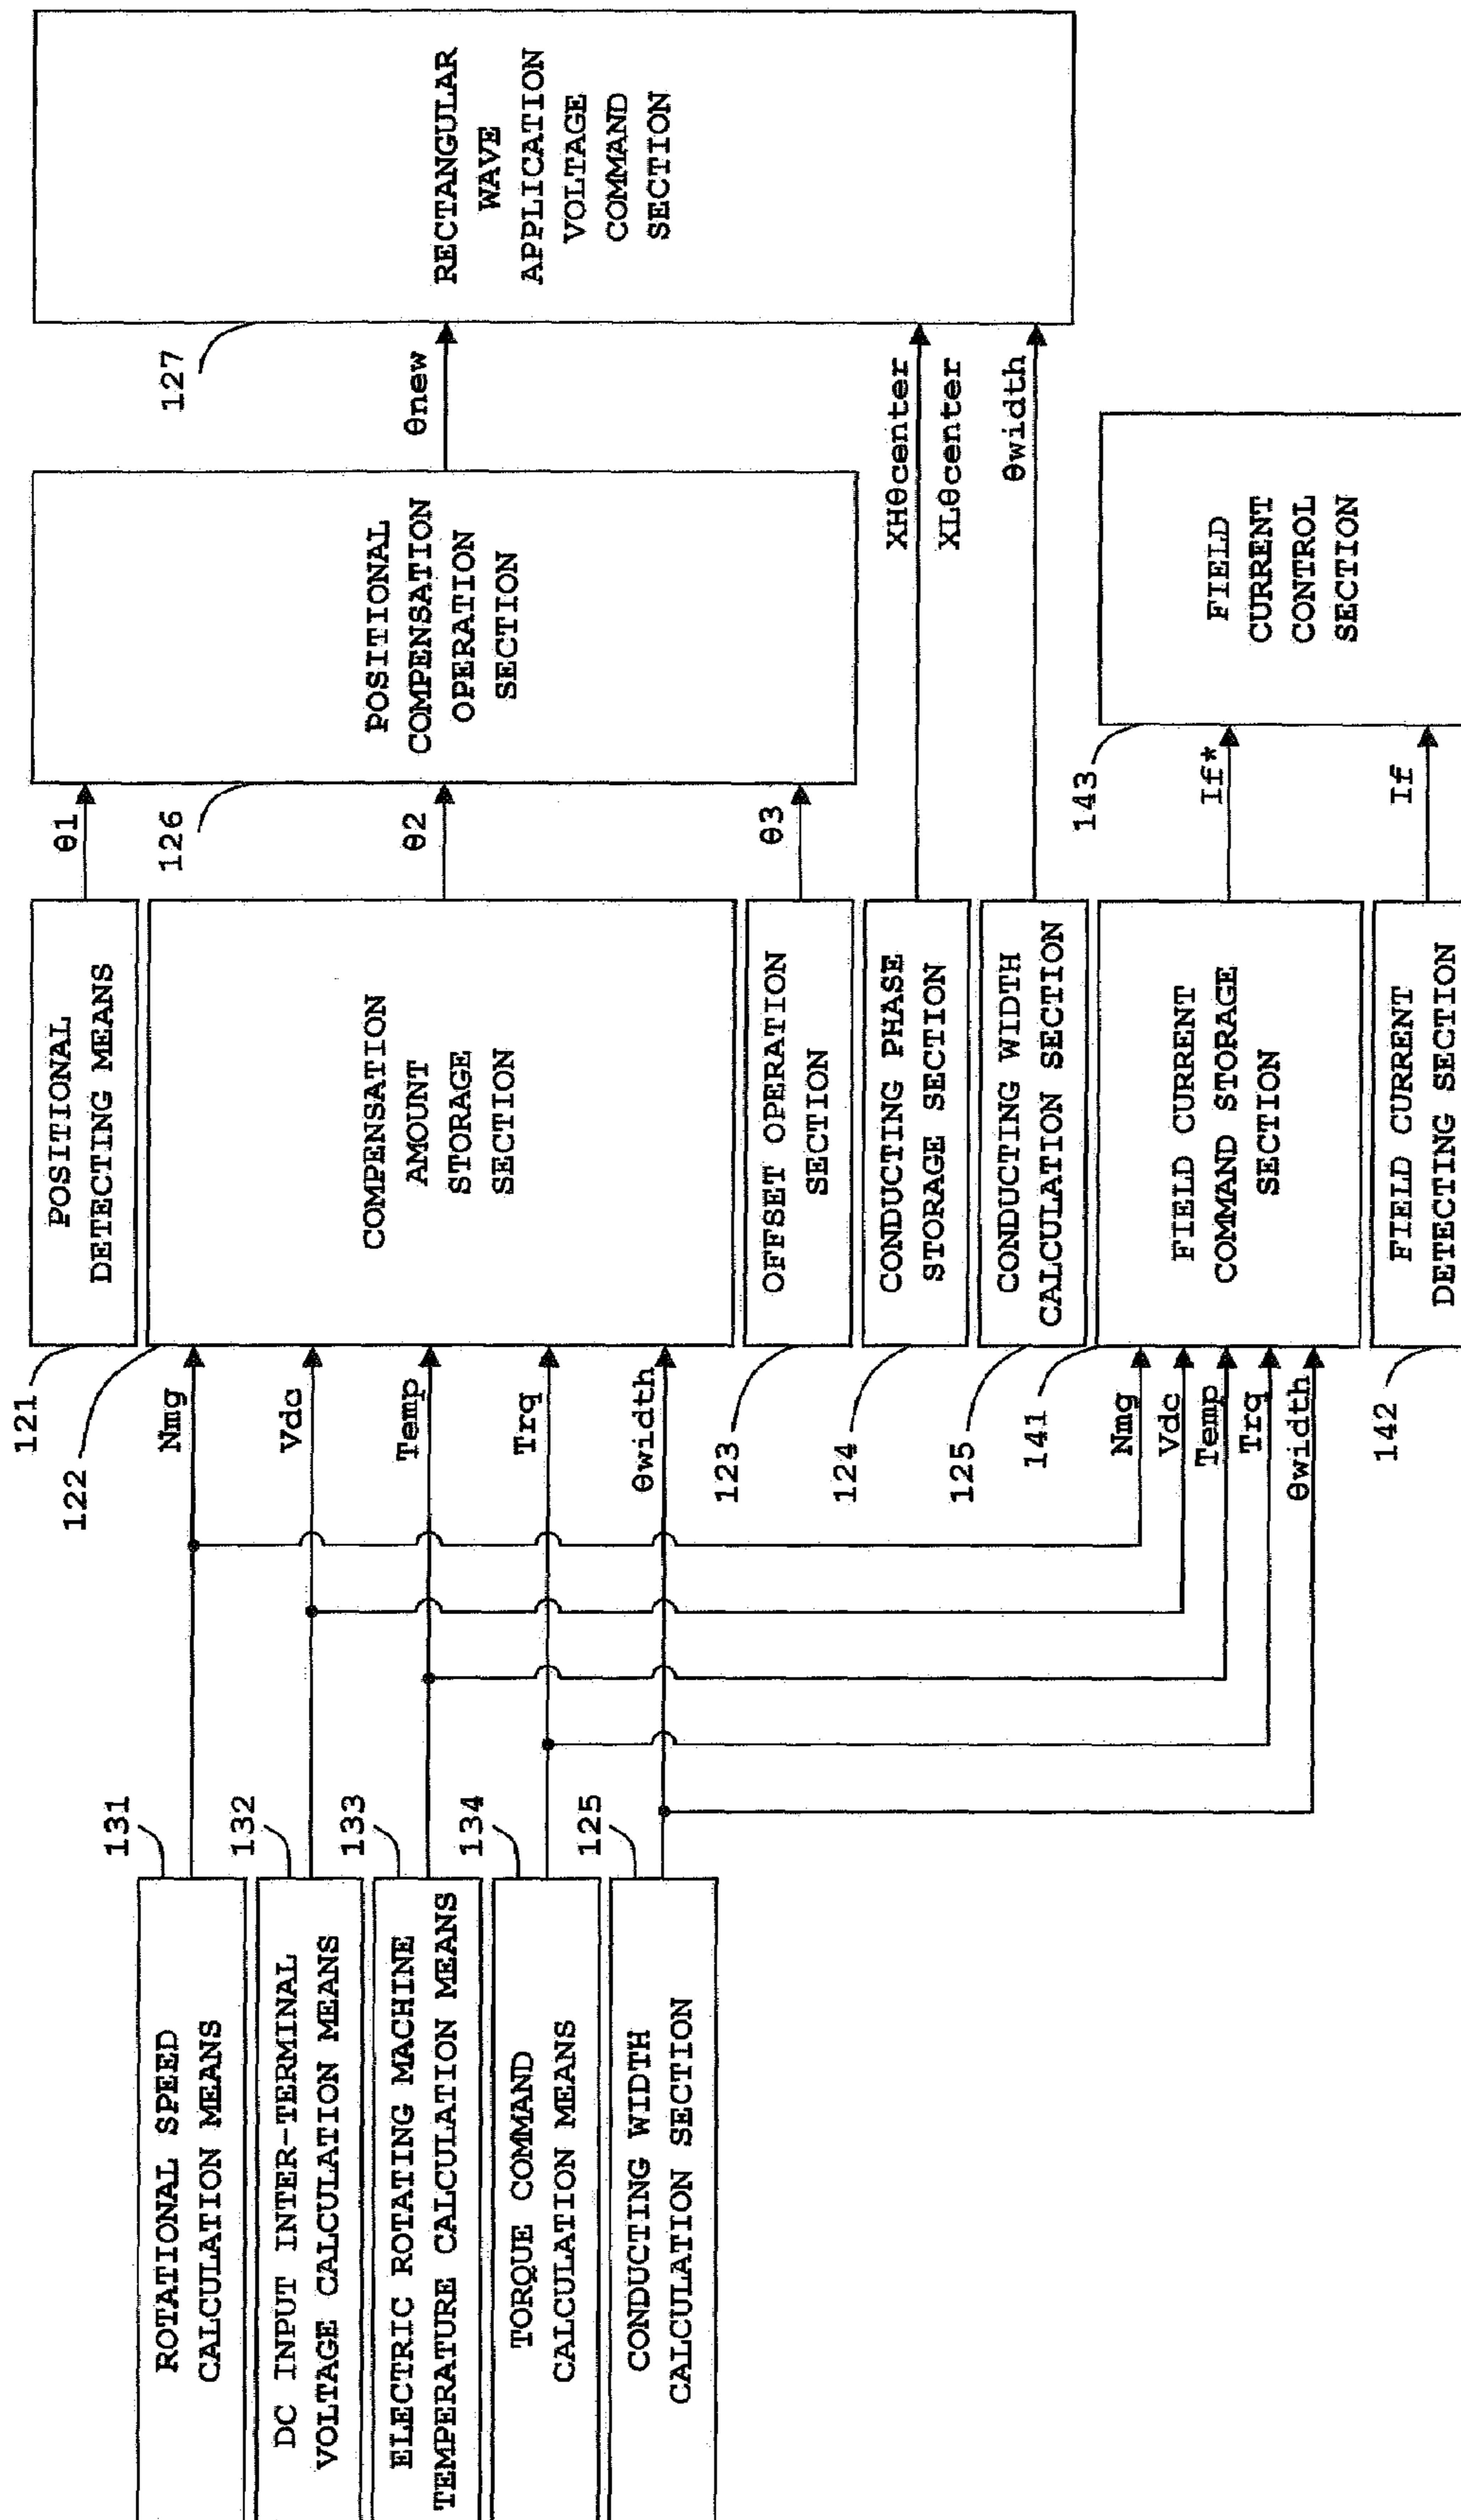 131
ROTATIONAL SPEED
CALCULATION MEANS
132
DC INPUT INTER-TERMINAL
VOLTAGE CALCULATION MEANS
133
ELECTRIC ROTATING MACHINE
TEMPERATURE CALCULATION MEANS
134
TORQUE COMMAND
CALCULATION MEANS
125
CONDUCTING WIDTH
CALCULATION SECTION
121
POSITIONAL
DETECTING MEANS
θ1
122
Nmg
Vdc
Temp
Trq
θwidth
COMPENSATION
AMOUNT
STORAGE
SECTION
θ2
123
OFFSET OPERATION
SECTION
θ3
124
CONDUCTING PHASE
STORAGE SECTION
XHθcenter
XLθcenter
125
CONDUCTING WIDTH
CALCULATION SECTION
θwidth
141
Nmg
Vdc
Temp
Trq
θwidth
FIELD CURRENT
COMMAND STORAGE
SECTION
If*
142
FIELD CURRENT
DETECTING SECTION
If
126
POSITIONAL
COMPENSATION
OPERATION
SECTION
θnew
143
FIELD
CURRENT
CONTROL
SECTION
127
RECTANGULAR
WAVE
APPLICATION
VOLTAGE
COMMAND
SECTION